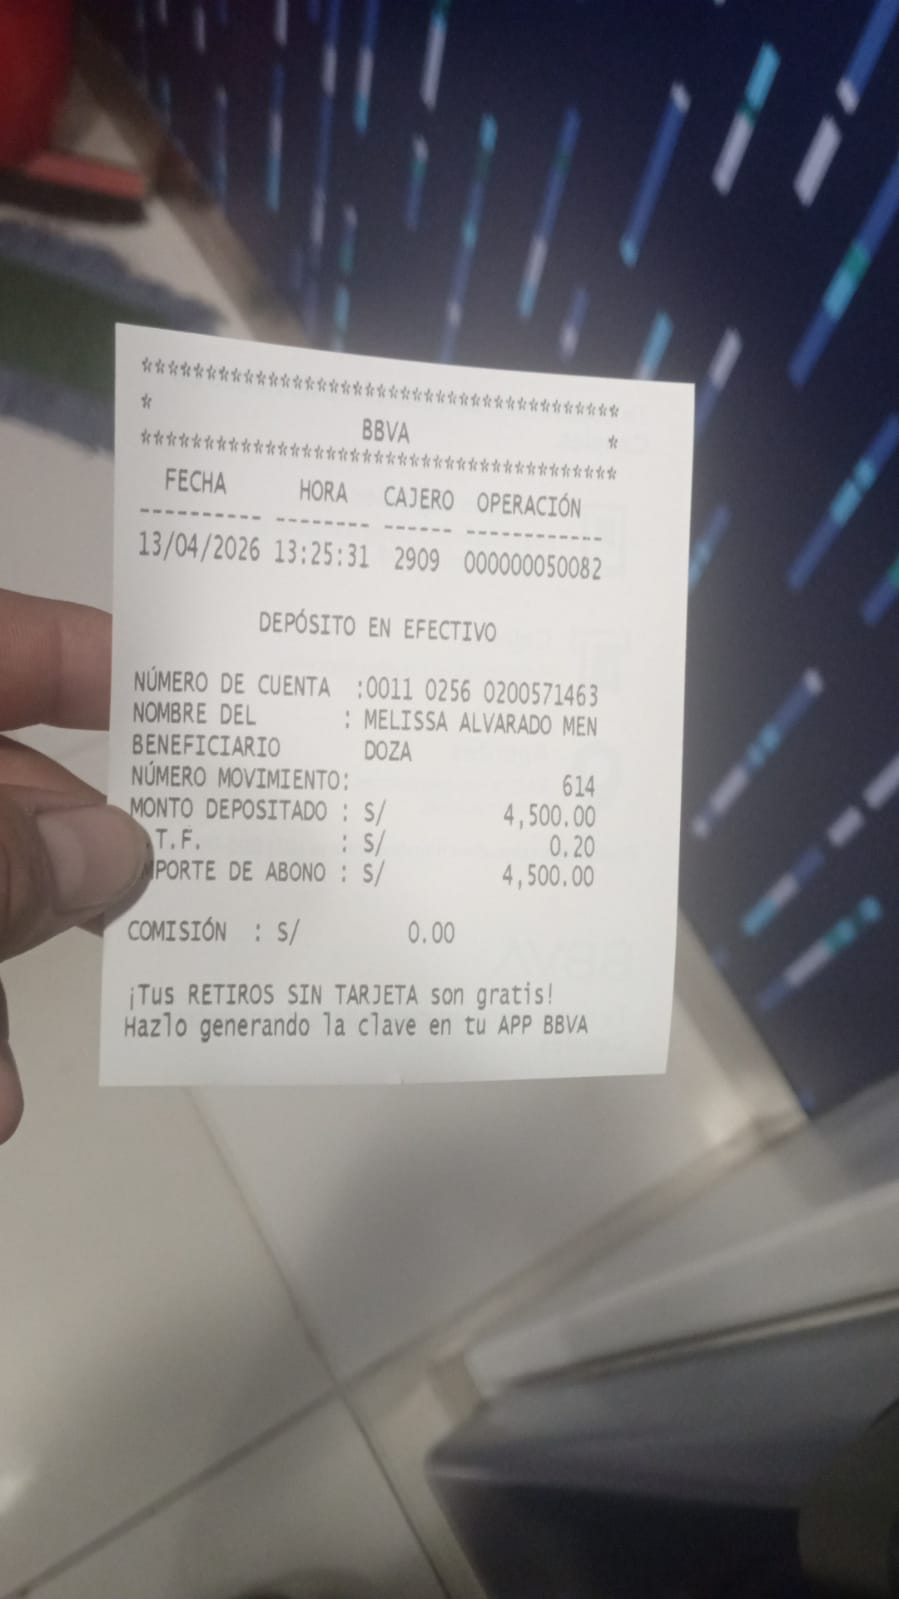 ****************************************
* BBVA *
****************************************
FECHA HORA CAJERO OPERACIÓN
---------- -------- ------ ------------
13/04/2026 13:25:31 2909 000000050082
DEPÓSITO EN EFECTIVO
NÚMERO DE CUENTA :0011 0256 0200571463
NOMBRE DEL : MELISSA ALVARADO MEN
BENEFICIARIO DOZA
NÚMERO MOVIMIENTO: 614
MONTO DEPOSITADO : S/ 4,500.00
.T.F. : S/ 0.20
MPORTE DE ABONO : S/ 4,500.00
COMISIÓN : S/ 0.00
¡Tus RETIROS SIN TARJETA son gratis!
Hazlo generando la clave en tu APP BBVA